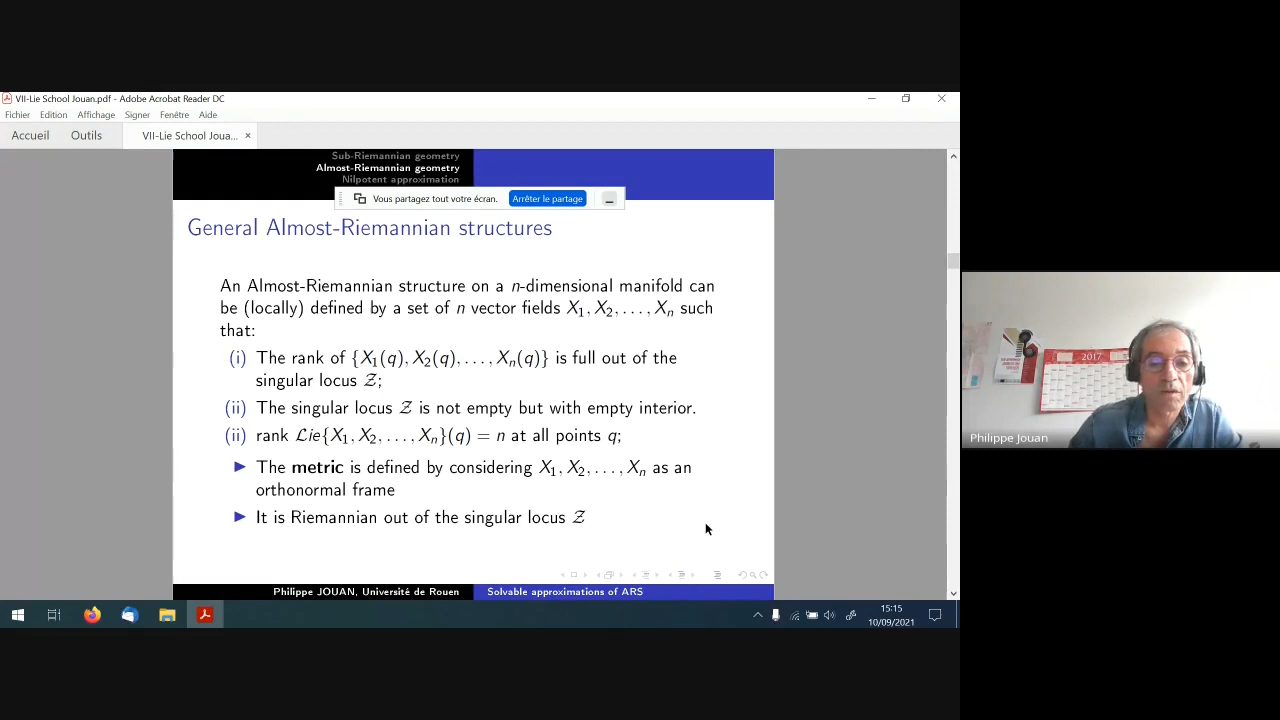 VII-Lie School Jouan.pdf - Adobe Acrobat Reader DC
Fichier Edition Affichage Signer Fenêtre Aide
Accueil Outils VII-Lie School Joua... ×
Sub-Riemannian geometry
Almost-Riemannian geometry
Nilpotent approximation
Vous partagez tout votre écran. Arrêter le partage
General Almost-Riemannian structures
An Almost-Riemannian structure on a n-dimensional manifold can
be (locally) defined by a set of n vector fields X₁, X₂, . . . , Xₙ such
that:
(i) The rank of {X₁(q), X₂(q), . . . , Xₙ(q)} is full out of the
singular locus 𝒵;
(ii) The singular locus 𝒵 is not empty but with empty interior.
(ii) rank ℒie{X₁, X₂, . . . , Xₙ}(q) = n at all points q;
▶ The metric is defined by considering X₁, X₂, . . . , Xₙ as an
orthonormal frame
▶ It is Riemannian out of the singular locus 𝒵
Philippe JOUAN, Université de Rouen Solvable approximations of ARS
15:15
10/09/2021
2017
Philippe Jouan